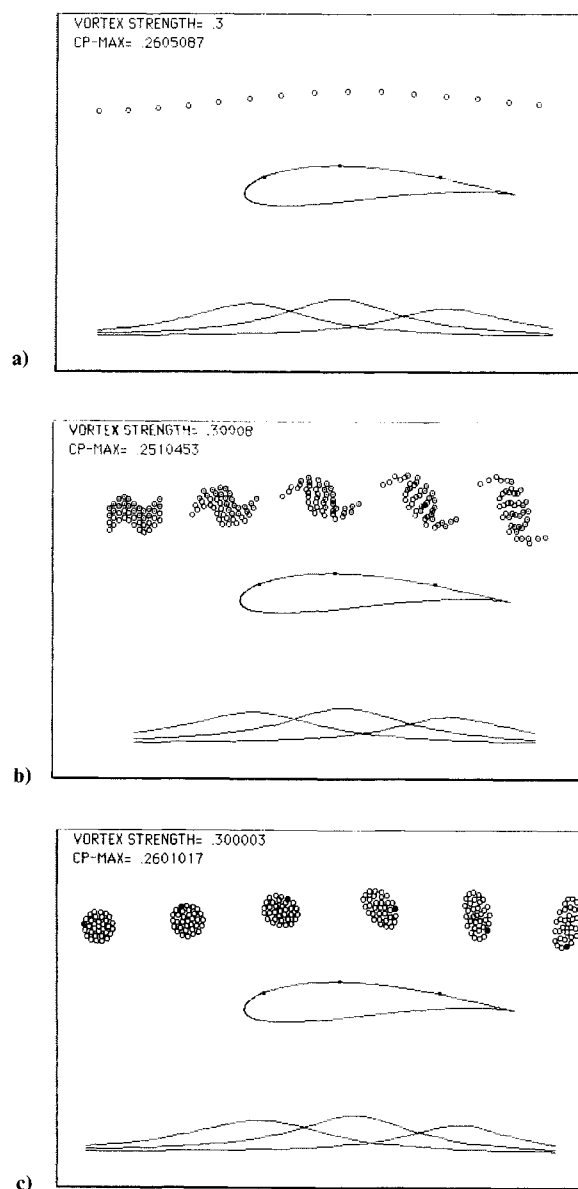 VORTEX STRENGTH= .3
CP-MAX= .2605087
a)
VORTEX STRENGTH= .30008
CP-MAX= .2510453
b)
VORTEX STRENGTH= .300003
CP-MAX= .2601017
c)